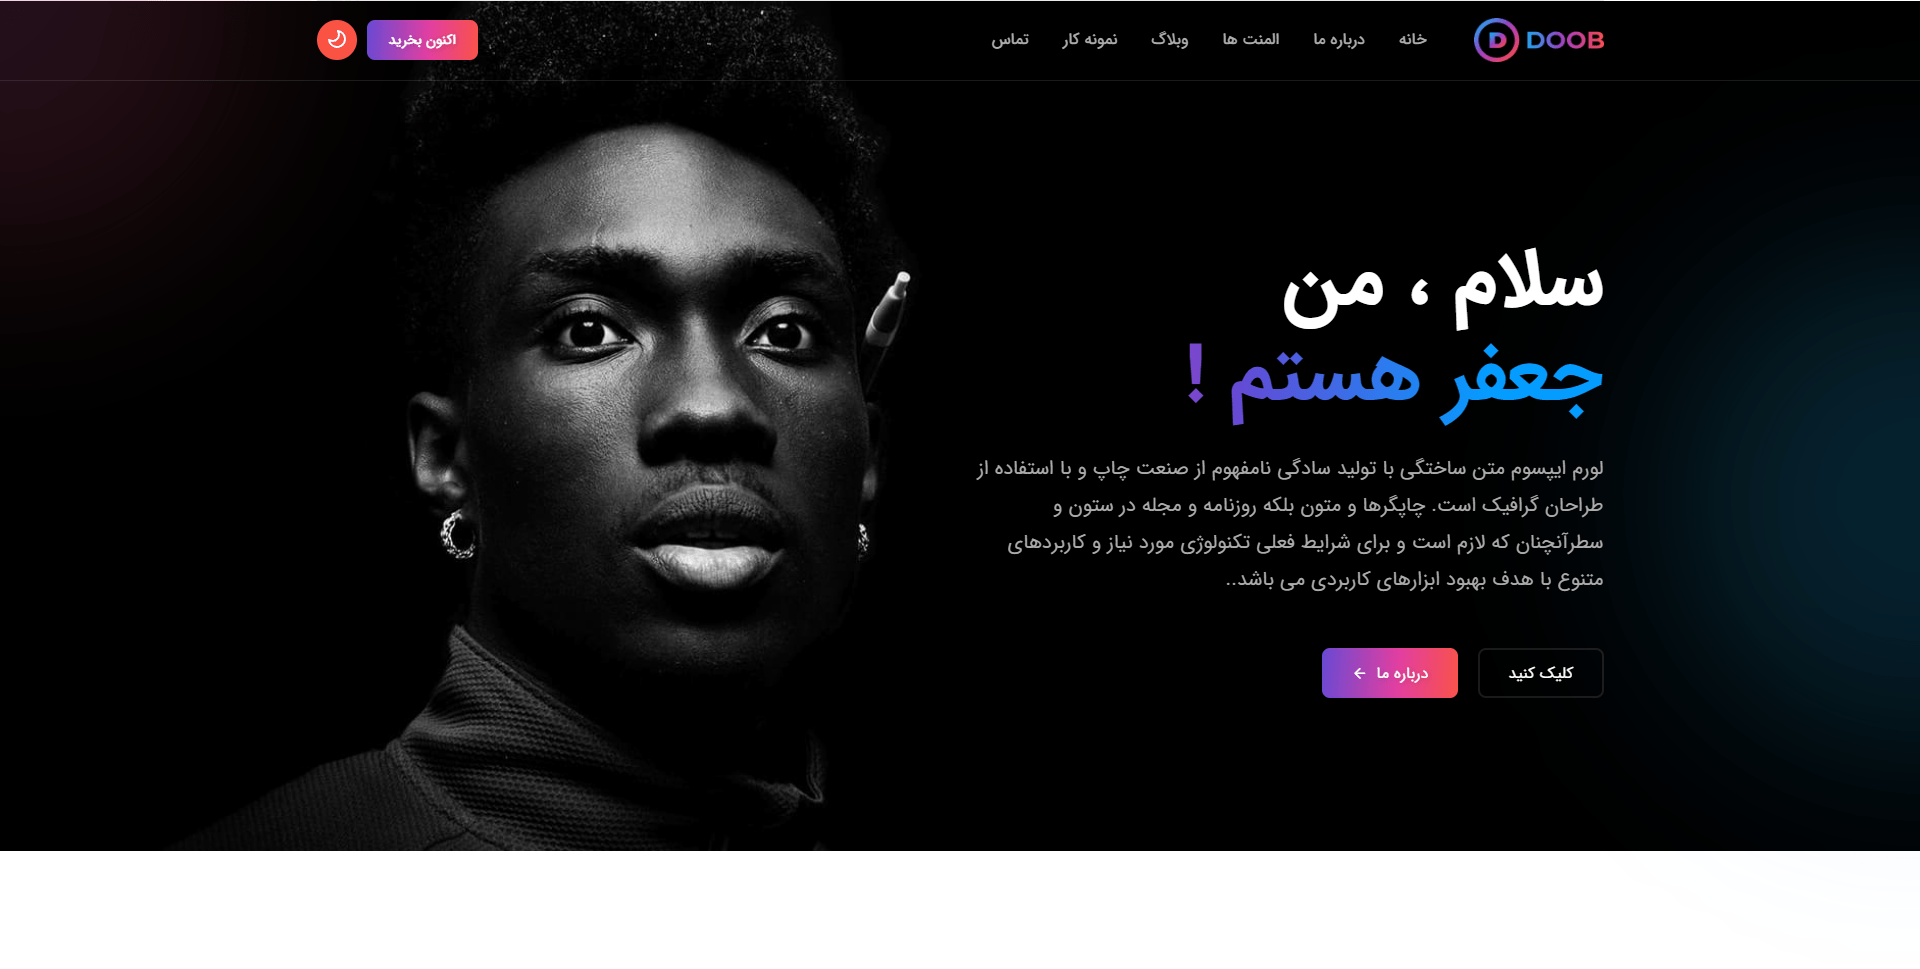 DOOB
خانه
درباره ما
المنت ها
وبلاگ
نمونه کار
تماس
اکنون بخرید
سلام ، من
جعفر هستم !
لورم ایپسوم متن ساختگی با تولید سادگی نامفهوم از صنعت چاپ و با استفاده از
طراحان گرافیک است. چاپگرها و متون بلکه روزنامه و مجله در ستون و
سطرآنچنان که لازم است و برای شرایط فعلی تکنولوژی مورد نیاز و کاربردهای
متنوع با هدف بهبود ابزارهای کاربردی می باشد..
کلیک کنید
درباره ما